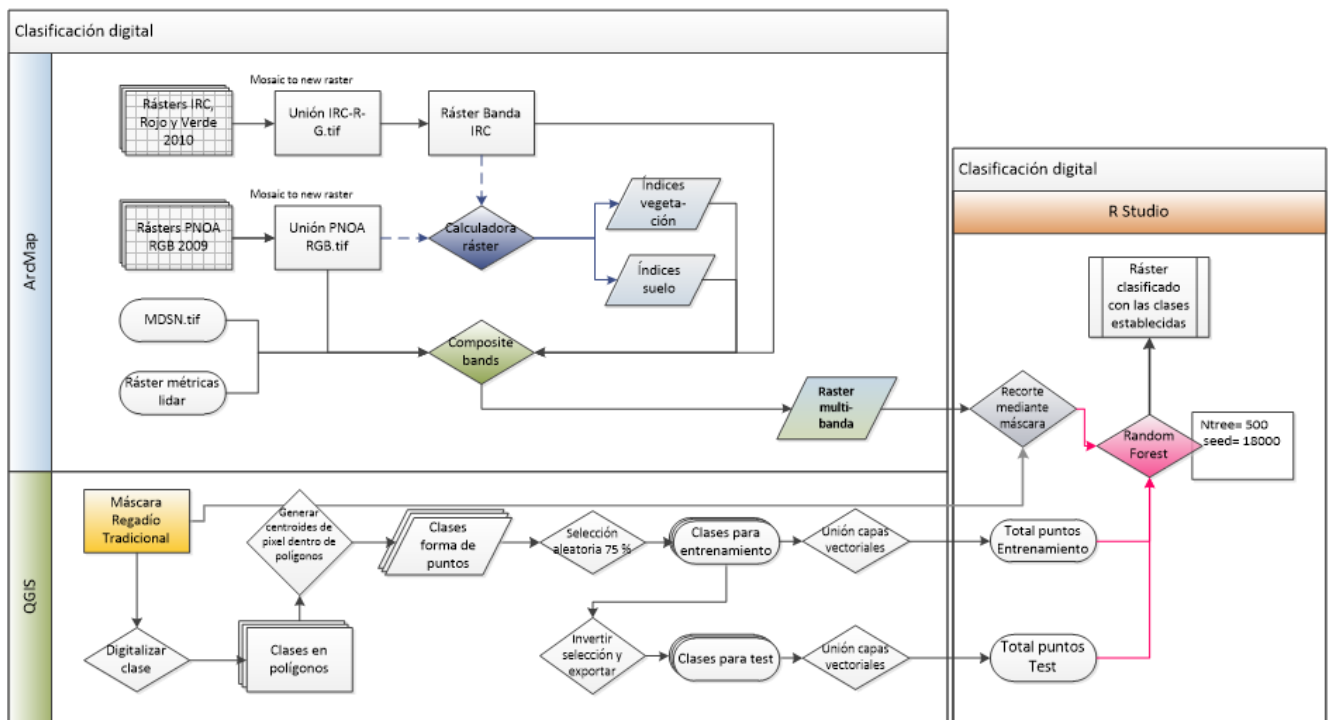 Clasificación digital
ArdMap
Mosaic to new raster
Rásters IRC,
Rojo y Verde
2010
Unión IRC-R-
G.tif
Ráster Banda
IRC
Mosaic to new raster
Rásters PNOA
RGB 2009
Unión PNOA
RGB.tif
Calculadora
ráster
Índices
vegeta-
ción
Índices
suelo
MDSN.tif
Ráster métricas
lidar
Composite
bands
Raster
multi-
banda
QGIS
Máscara
Regadío
Tradicional
Digitalizar
clase
Clases en
polígonos
Generar
centroides de
pixel dentro de
polígonos
Clases
forma de
puntos
Selección
aleatoria 75 %
Clases para
entrenamiento
Unión capas
vectoriales
Invertir
selección y
exportar
Clases para test
Unión capas
vectoriales
Clasificación digital
R Studio
Ráster
clasificado
con las clases
establecidas
Recorte
mediante
máscara
Random
Forest
Ntree= 500
seed= 18000
Total puntos
Entrenamiento
Total puntos
Test